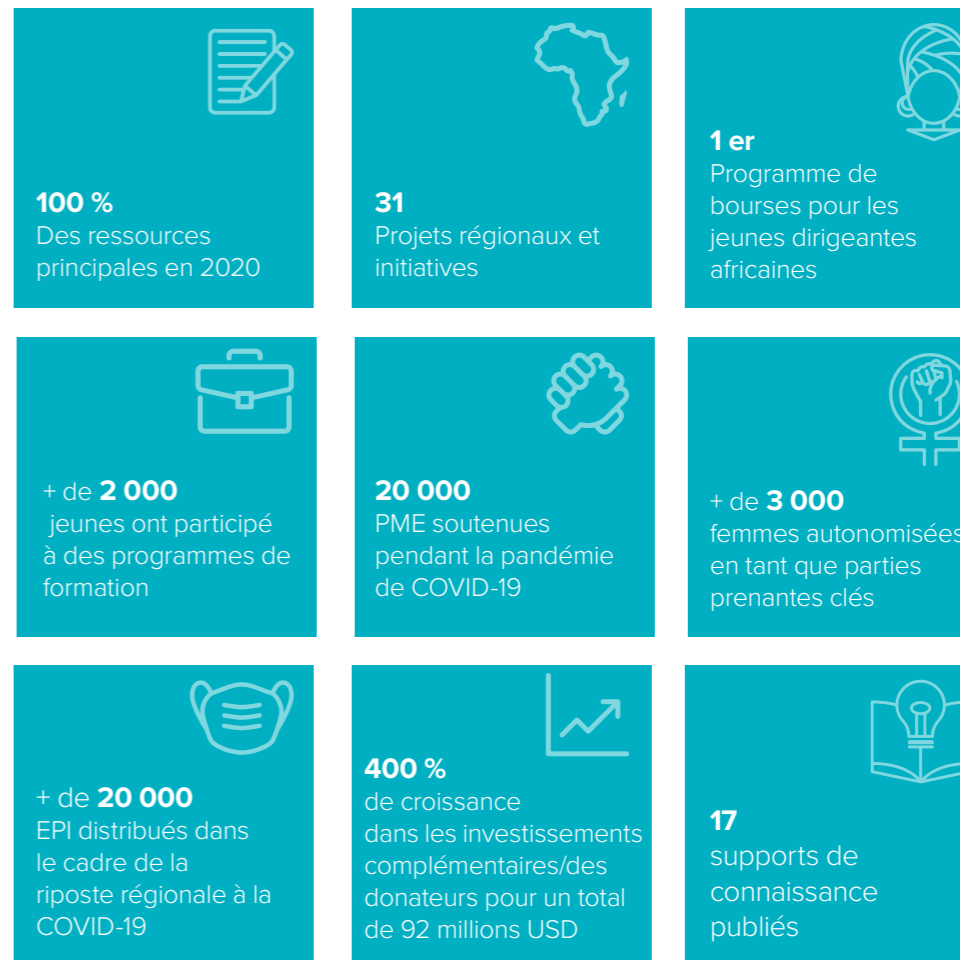 100 %
Des ressources
principales en 2020
31
Projets régionaux et
initiatives
1 er
Programme de
bourses pour les
jeunes dirigeantes
africaines
+ de 2 000
jeunes ont participé
à des programmes de
formation
20 000
PME soutenues
pendant la pandémie
de COVID-19
+ de 3 000
femmes autonomisées
en tant que parties
prenantes clés
+ de 20 000
EPI distribués dans
le cadre de la
riposte régionale à la
COVID-19
400 %
de croissance
dans les investissements
complémentaires/des
donateurs pour un total
de 92 millions USD
17
supports de
connaissance
publiés